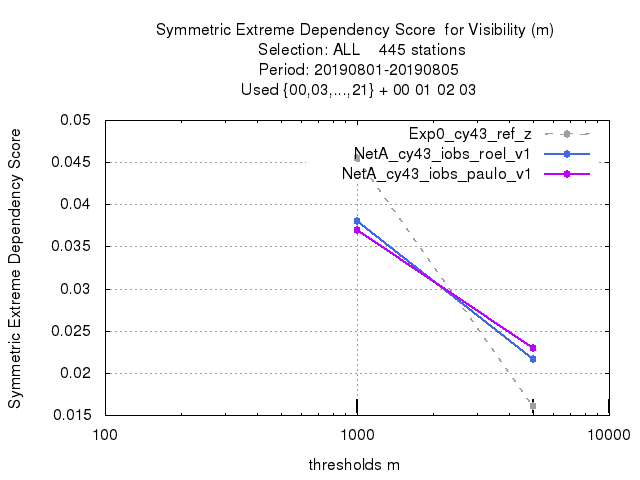 Symmetric Extreme Dependency Score  for Visibility (m)
Selection: ALL    445 stations
Period: 20190801-20190805
Used {00,03,...,21} + 00 01 02 03
Symmetric Extreme Dependency Score
0.05
0.045
0.04
0.035
0.03
0.025
0.02
0.015
Exp0_cy43_ref_z
NetA_cy43_iobs_roel_v1
NetA_cy43_iobs_paulo_v1
100
1000
10000
thresholds m